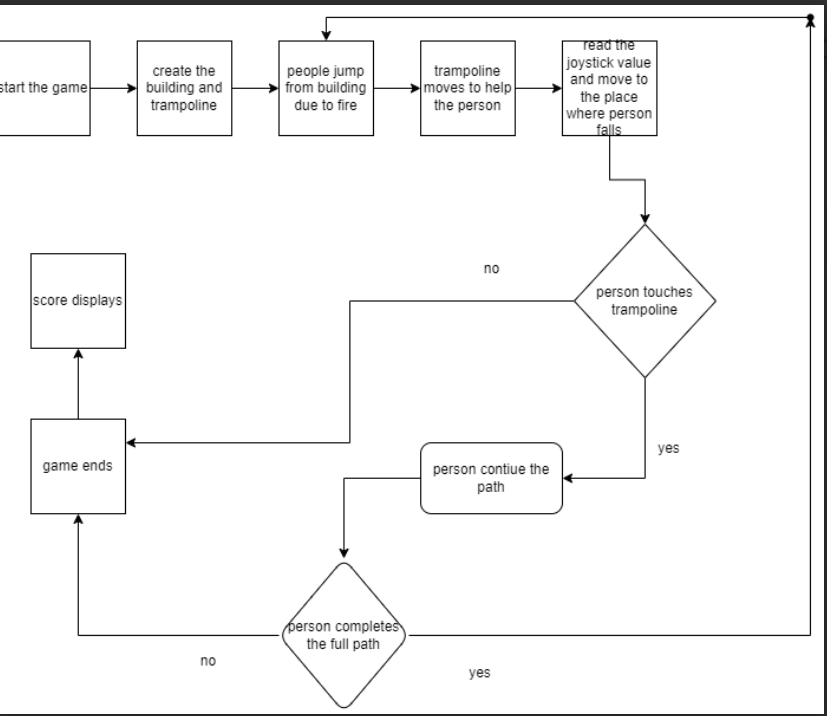 start the game
create the
building and
trampoline
people jump
from building
due to fire
trampoline
moves to help
the person
read the
joystick value
and move to
the place
where person
falls
no
person touches
trampoline
score displays
yes
game ends
person contiue the
path
person completes
the full path
no
yes